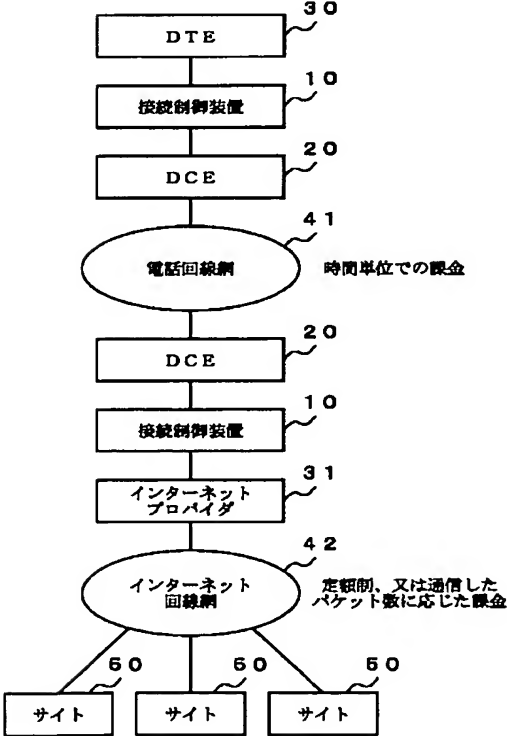 30
DTE
10
接続制御装置
20
DCE
41
電話回線網
時間単位での課金
20
DCE
10
接続制御装置
31
インターネット
プロバイダ
42
インターネット
回線網
定額制、又は通信した
パケット数に応じた課金
50
50
50
サイト
サイト
サイト